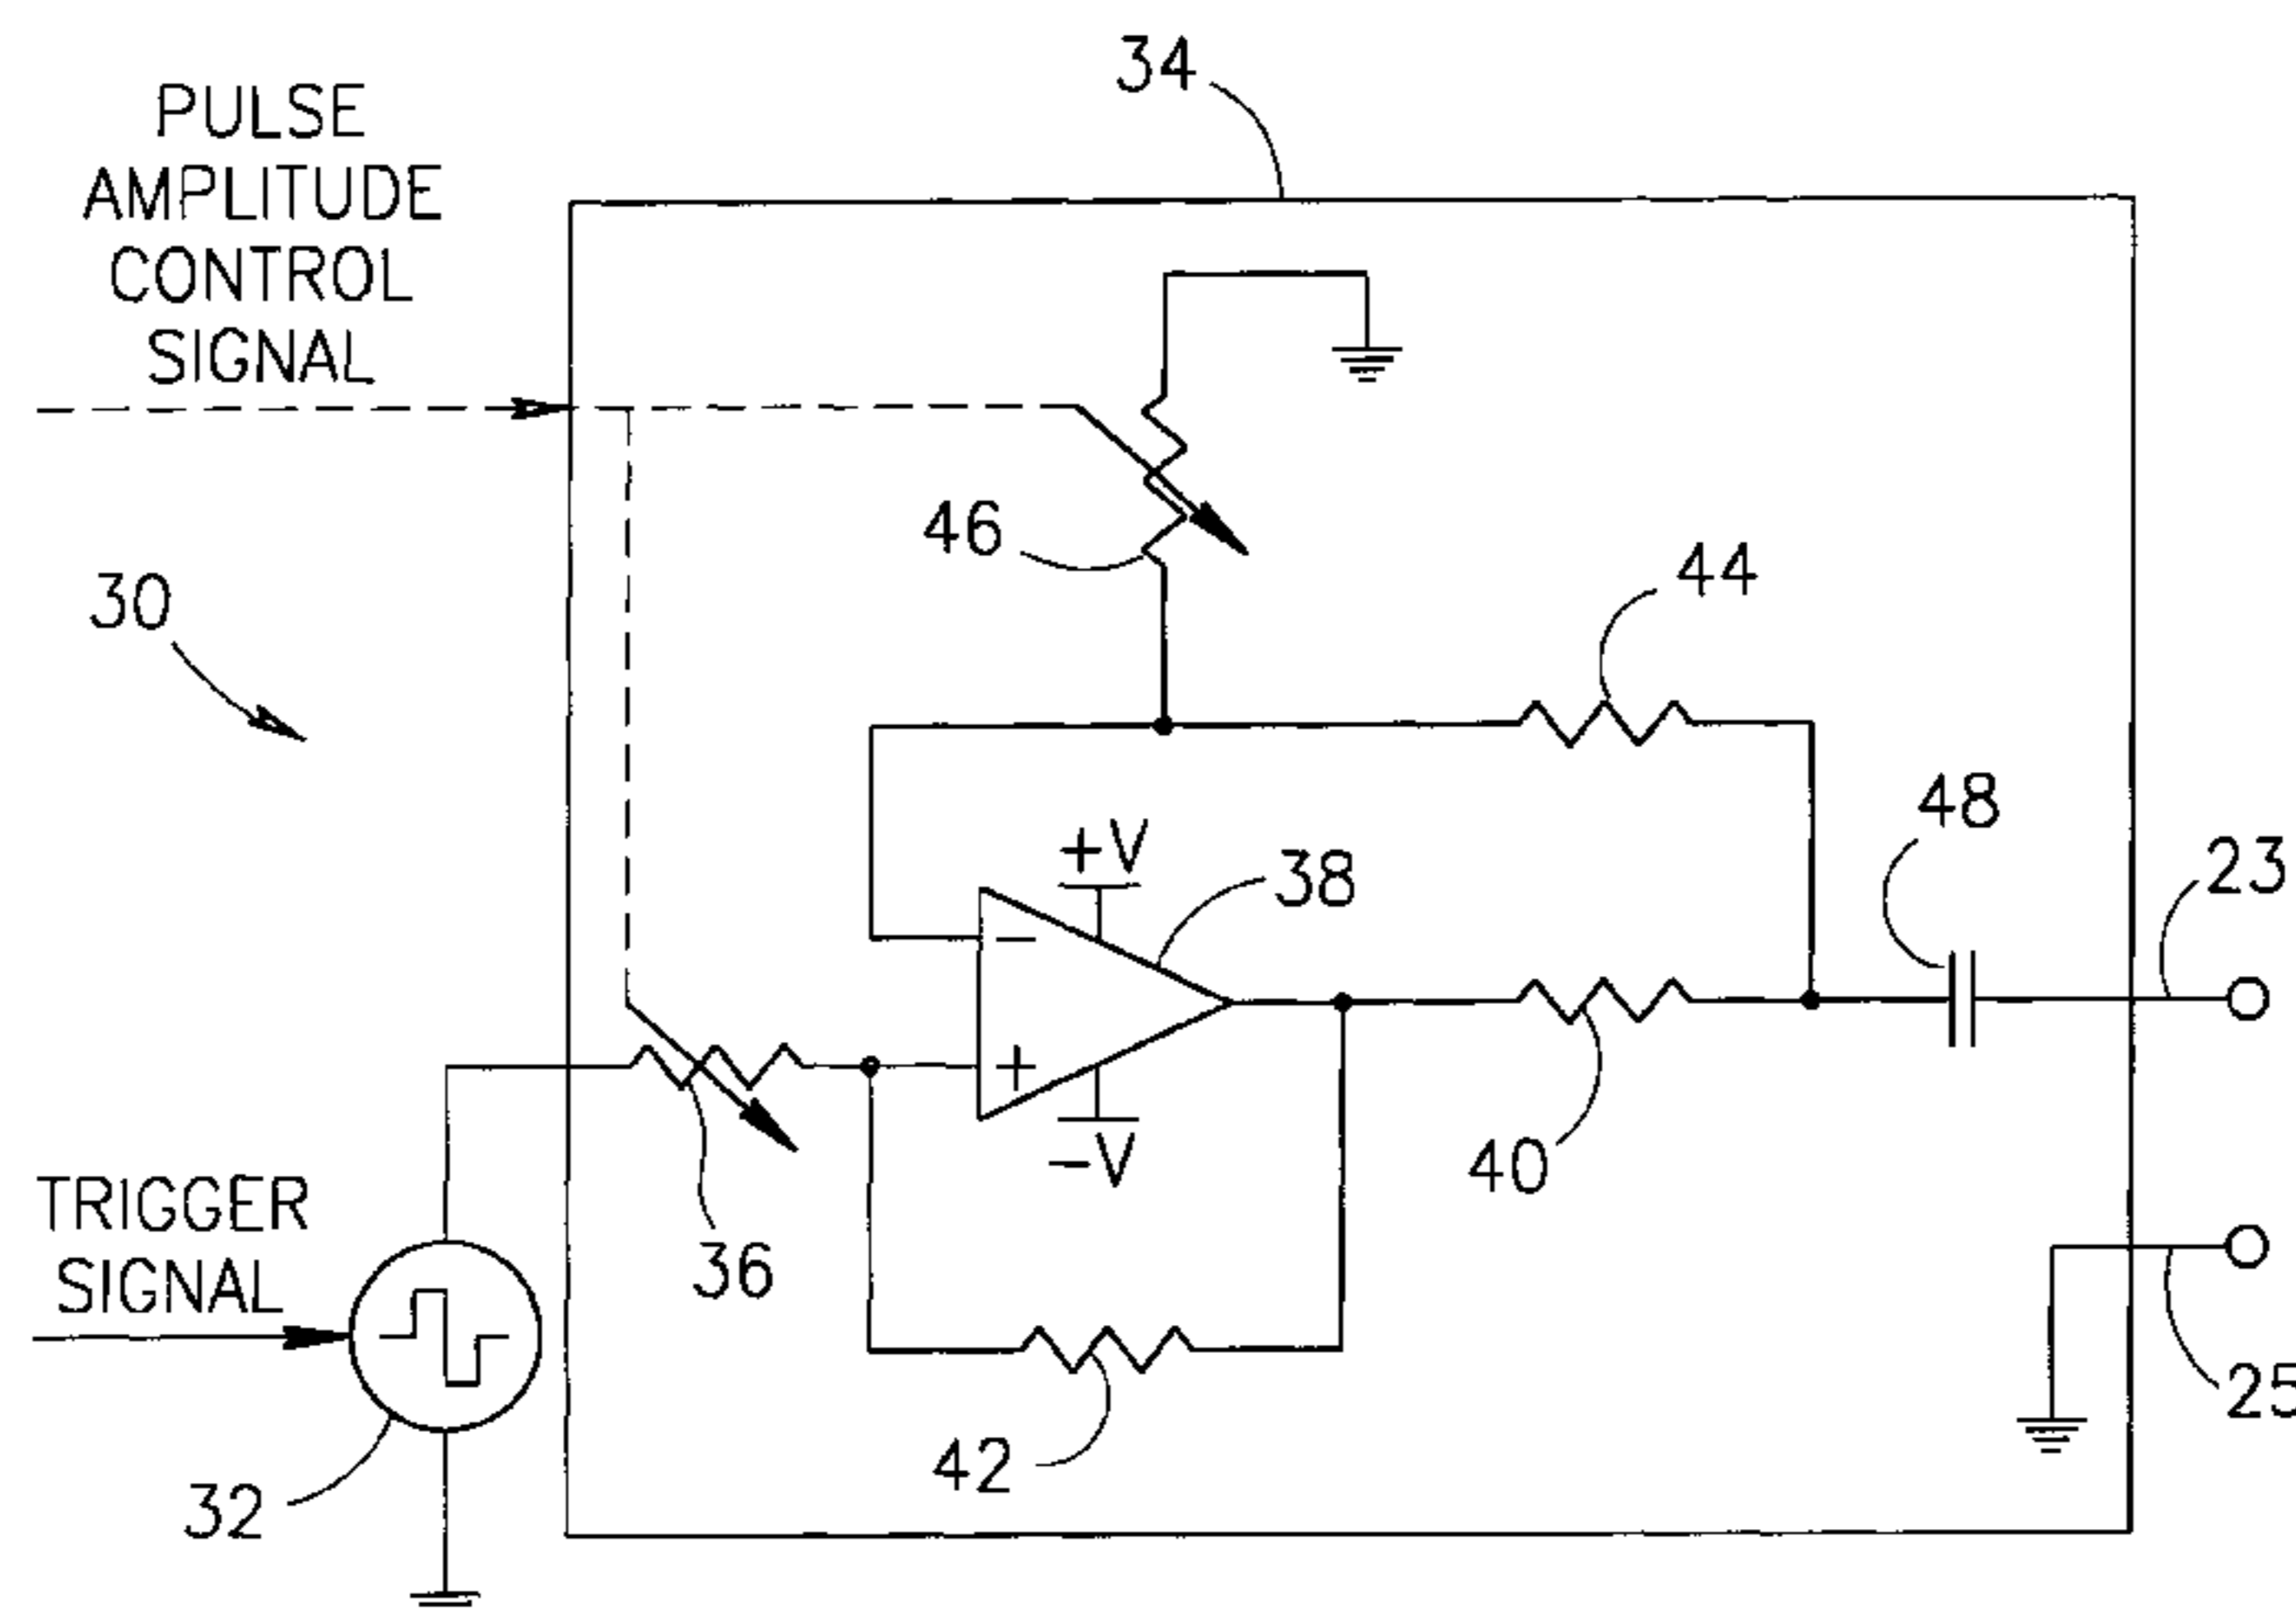 34
PULSE
AMPLITUDE
CONTROL
SIGNAL
46
44
30
48
+V
38
23
−
+
−V
40
36
TRIGGER
SIGNAL
25
42
32